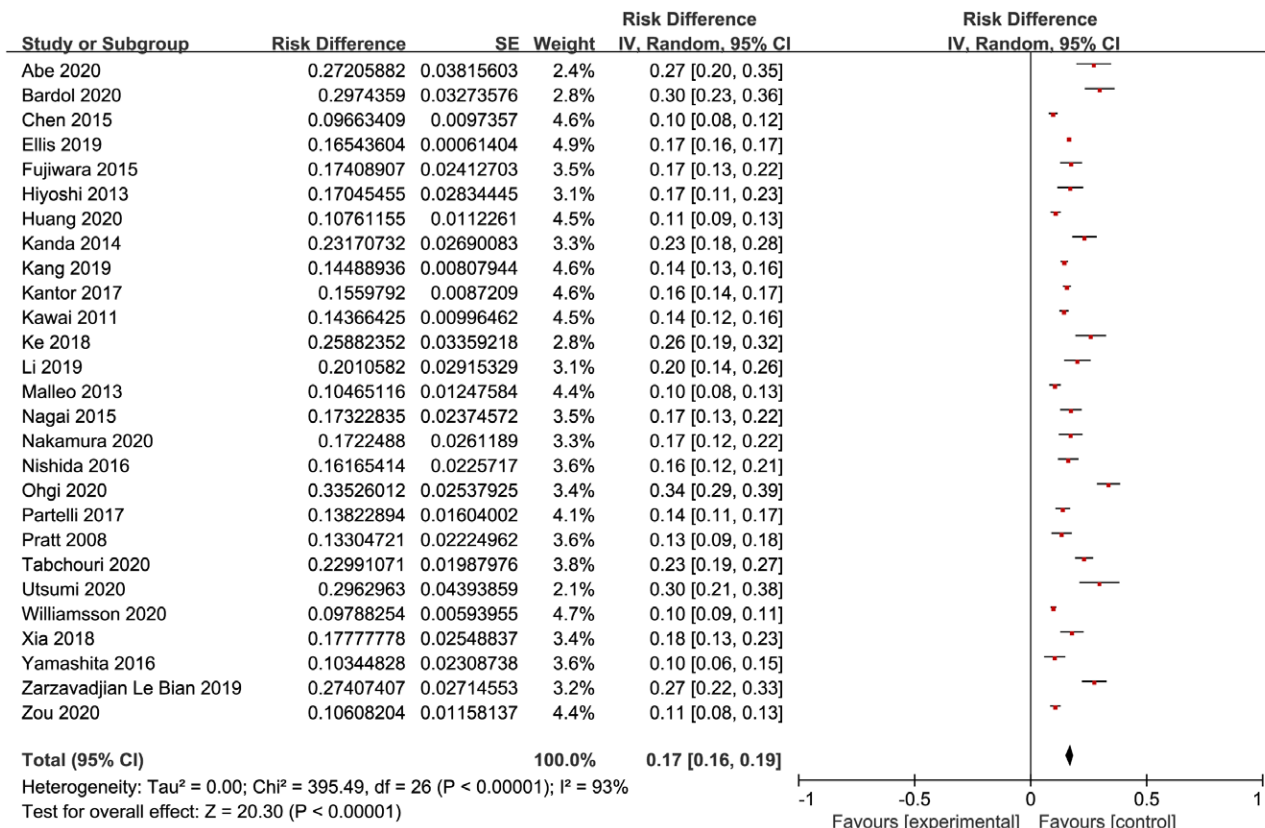 Risk Difference Risk Difference
Study or Subgroup Risk Difference SE Weight IV, Random, 95% CI IV, Random, 95% CI
Abe 2020 0.27205882 0.03815603 2.4% 0.27 [0.20, 0.35]
Bardol 2020 0.2974359 0.03273576 2.8% 0.30 [0.23, 0.36]
Chen 2015 0.09663409 0.0097357 4.6% 0.10 [0.08, 0.12]
Ellis 2019 0.16543604 0.00061404 4.9% 0.17 [0.16, 0.17]
Fujiwara 2015 0.17408907 0.02412703 3.5% 0.17 [0.13, 0.22]
Hiyoshi 2013 0.17045455 0.02834445 3.1% 0.17 [0.11, 0.23]
Huang 2020 0.10761155 0.0112261 4.5% 0.11 [0.09, 0.13]
Kanda 2014 0.23170732 0.02690083 3.3% 0.23 [0.18, 0.28]
Kang 2019 0.14488936 0.00807944 4.6% 0.14 [0.13, 0.16]
Kantor 2017 0.1559792 0.0087209 4.6% 0.16 [0.14, 0.17]
Kawai 2011 0.14366425 0.00996462 4.5% 0.14 [0.12, 0.16]
Ke 2018 0.25882352 0.03359218 2.8% 0.26 [0.19, 0.32]
Li 2019 0.2010582 0.02915329 3.1% 0.20 [0.14, 0.26]
Malleo 2013 0.10465116 0.01247584 4.4% 0.10 [0.08, 0.13]
Nagai 2015 0.17322835 0.02374572 3.5% 0.17 [0.13, 0.22]
Nakamura 2020 0.1722488 0.0261189 3.3% 0.17 [0.12, 0.22]
Nishida 2016 0.16165414 0.0225717 3.6% 0.16 [0.12, 0.21]
Ohgi 2020 0.33526012 0.02537925 3.4% 0.34 [0.29, 0.39]
Partelli 2017 0.13822894 0.01604002 4.1% 0.14 [0.11, 0.17]
Pratt 2008 0.13304721 0.02224962 3.6% 0.13 [0.09, 0.18]
Tabchouri 2020 0.22991071 0.01987976 3.8% 0.23 [0.19, 0.27]
Utsumi 2020 0.2962963 0.04393859 2.1% 0.30 [0.21, 0.38]
Williamsson 2020 0.09788254 0.00593955 4.7% 0.10 [0.09, 0.11]
Xia 2018 0.17777778 0.02548837 3.4% 0.18 [0.13, 0.23]
Yamashita 2016 0.10344828 0.02308738 3.6% 0.10 [0.06, 0.15]
Zarzavadjian Le Bian 2019 0.27407407 0.02714553 3.2% 0.27 [0.22, 0.33]
Zou 2020 0.10608204 0.01158137 4.4% 0.11 [0.08, 0.13]
Total (95% CI) 100.0% 0.17 [0.16, 0.19]
Heterogeneity: Tau² = 0.00; Chi² = 395.49, df = 26 (P < 0.00001); I² = 93%
Test for overall effect: Z = 20.30 (P < 0.00001)
-1 -0.5 0 0.5 1
Favours [experimental] Favours [control]